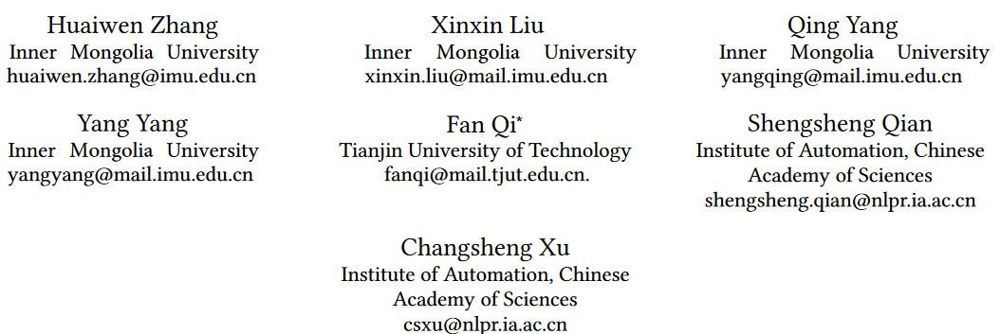 Huaiwen Zhang
Inner Mongolia University
huaiwen.zhang@imu.edu.cn
Xinxin Liu
Inner Mongolia University
xinxin.liu@mail.imu.edu.cn
Qing Yang
Inner Mongolia University
yangqing@mail.imu.edu.cn
Yang Yang
Inner Mongolia University
yangyang@mail.imu.edu.cn
Fan Qi*
Tianjin University of Technology
fanqi@mail.tjut.edu.cn.
Shengsheng Qian
Institute of Automation, Chinese
Academy of Sciences
shengsheng.qian@nlpr.ia.ac.cn
Changsheng Xu
Institute of Automation, Chinese
Academy of Sciences
csxu@nlpr.ia.ac.cn